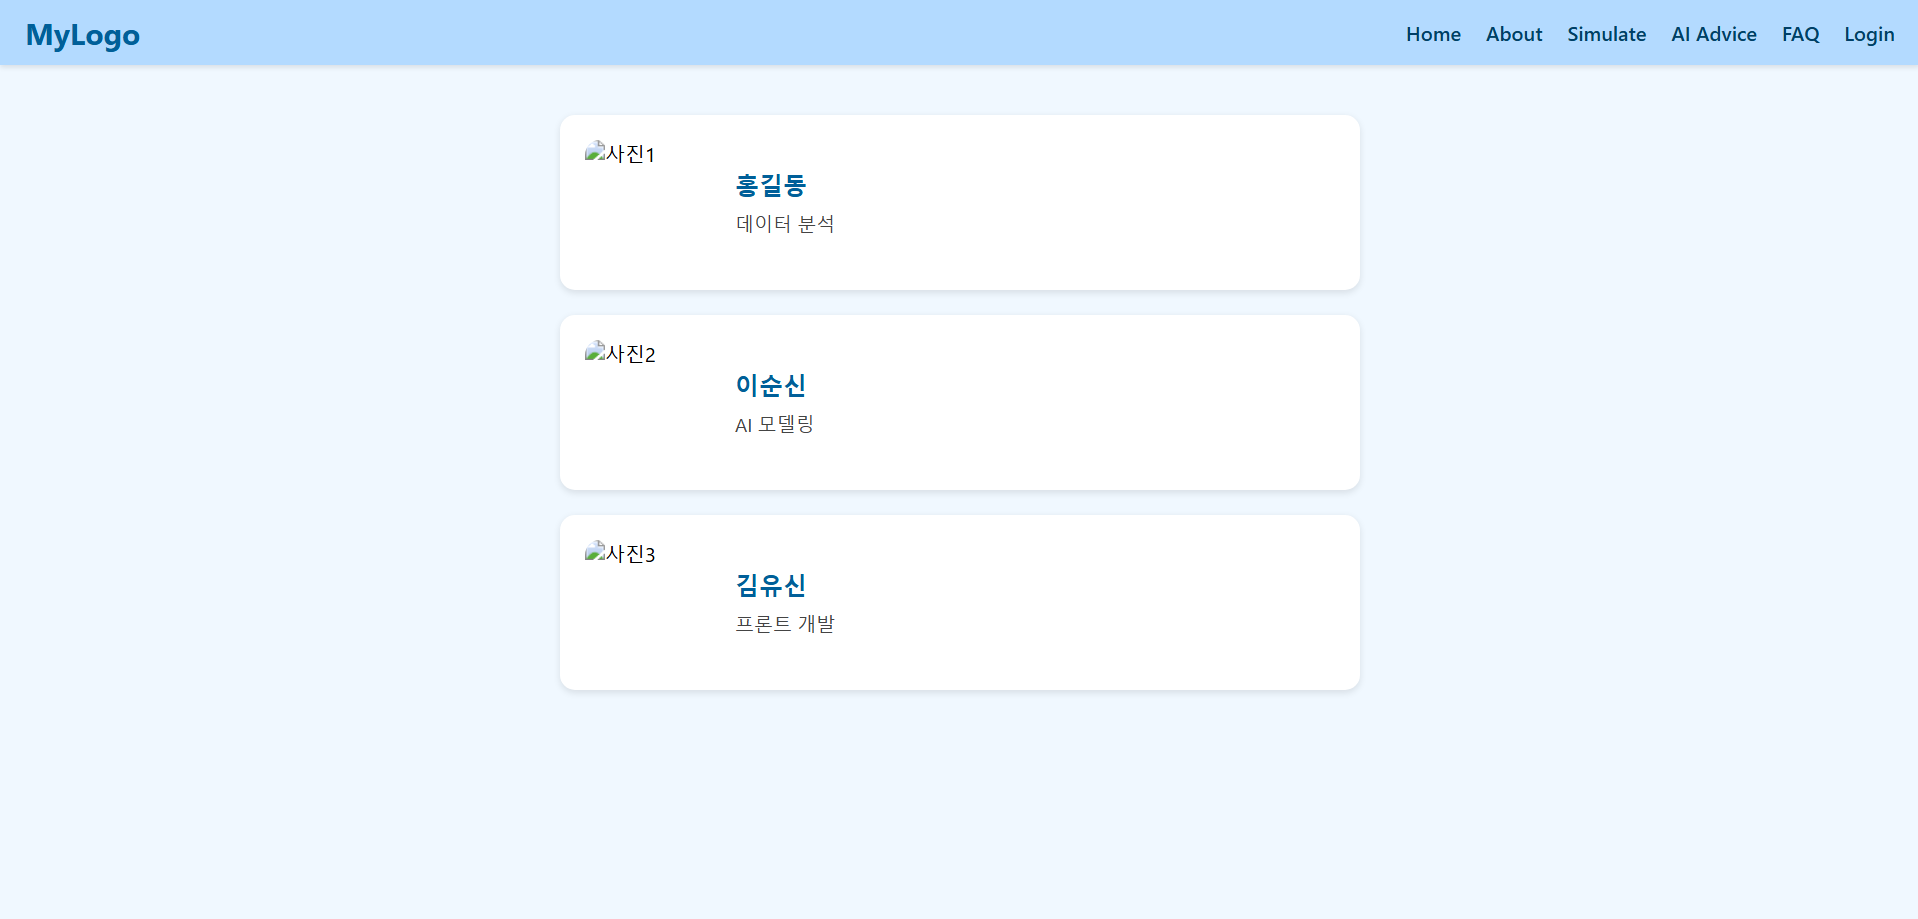 MyLogo
Home About Simulate AI Advice FAQ Login
사진1
홍길동
데이터 분석
사진2
이순신
AI 모델링
사진3
김유신
프론트 개발